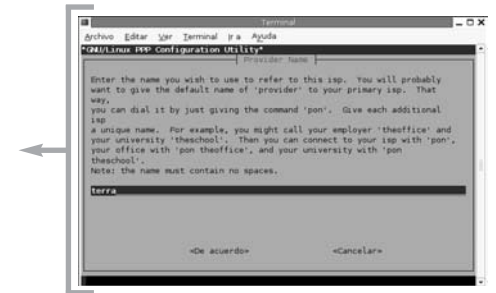 Terminal
Archivo Editar Ver Terminal Ir a Ayuda
*GNU/Linux PPP Configuration Utility*
Provider Name
Enter the name you wish to use to refer to this isp. You will probably
want to give the default name of 'provider' to your primary isp. That
way,
you can dial it by just giving the command 'pon'. Give each additional
isp
a unique name. For example, you might call your employer 'theoffice' and
your university 'theschool'. Then you can connect to your isp with 'pon',
your office with 'pon theoffice', and your university with 'pon
theschool'.
Note: the name must contain no spaces.
terra
<De acuerdo> <Cancelar>